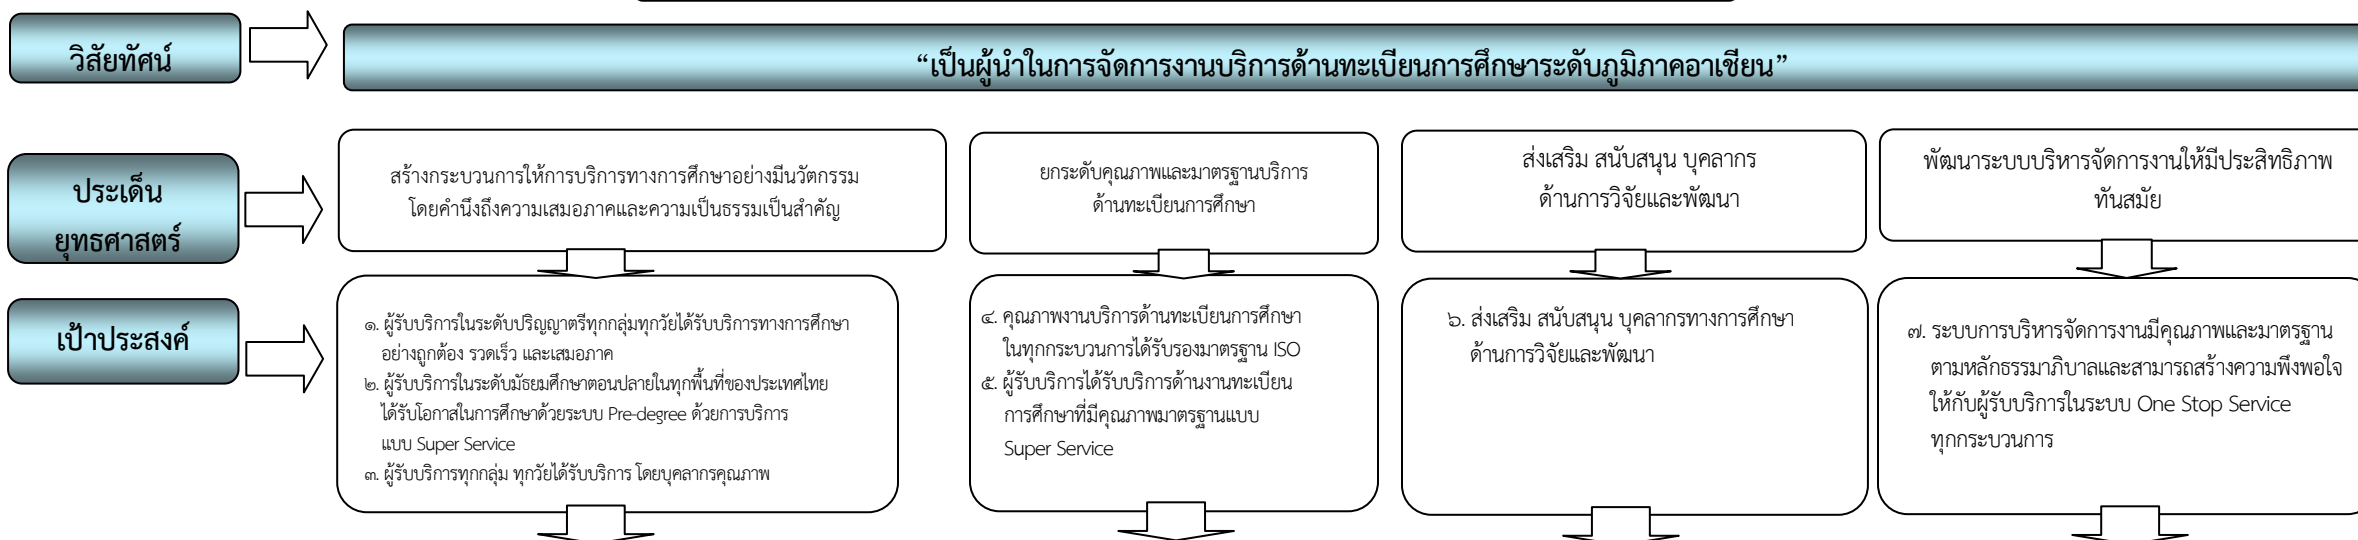 วิสัยทัศน์
“เป็นผู้นำในการจัดการงานบริการด้านทะเบียนการศึกษาระดับภูมิภาคอาเซียน”
ประเด็น
ยุทธศาสตร์
สร้างกระบวนการให้การบริการทางการศึกษาอย่างมีนวัตกรรม
โดยคำนึงถึงความเสมอภาคและความเป็นธรรมเป็นสำคัญ
ยกระดับคุณภาพและมาตรฐานบริการ
ด้านทะเบียนการศึกษา
ส่งเสริม สนับสนุน บุคลากร
ด้านการวิจัยและพัฒนา
พัฒนาระบบบริหารจัดการงานให้มีประสิทธิภาพ
ทันสมัย
เป้าประสงค์
๑. ผู้รับบริการในระดับปริญญาตรีทุกกลุ่มทุกวัยได้รับบริการทางการศึกษา
อย่างถูกต้อง รวดเร็ว และเสมอภาค
๒. ผู้รับบริการในระดับมัธยมศึกษาตอนปลายในทุกพื้นที่ของประเทศไทย
ได้รับโอกาสในการศึกษาด้วยระบบ Pre-degree ด้วยการบริการ
แบบ Super Service
๓. ผู้รับบริการทุกกลุ่ม ทุกวัยได้รับบริการ โดยบุคลากรคุณภาพ
๔. คุณภาพงานบริการด้านทะเบียนการศึกษา
ในทุกกระบวนการได้รับรองมาตรฐาน ISO
๕. ผู้รับบริการได้รับบริการด้านงานทะเบียน
การศึกษาที่มีคุณภาพมาตรฐานแบบ
Super Service
๖. ส่งเสริม สนับสนุน บุคลากรทางการศึกษา
ด้านการวิจัยและพัฒนา
๗. ระบบการบริหารจัดการงานมีคุณภาพและมาตรฐาน
ตามหลักธรรมาภิบาลและสามารถสร้างความพึงพอใจ
ให้กับผู้รับบริการในระบบ One Stop Service
ทุกกระบวนการ